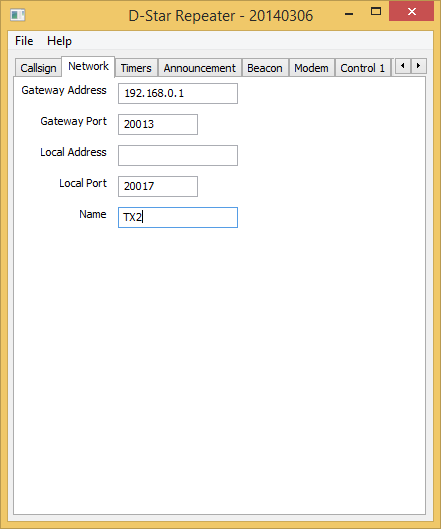 D-Star Repeater - 20140306
File Help
Callsign Network Timers Announcement Beacon Modem Control 1
Gateway Address 192.168.0.1
Gateway Port 20013
Local Address
Local Port 20017
Name TX2